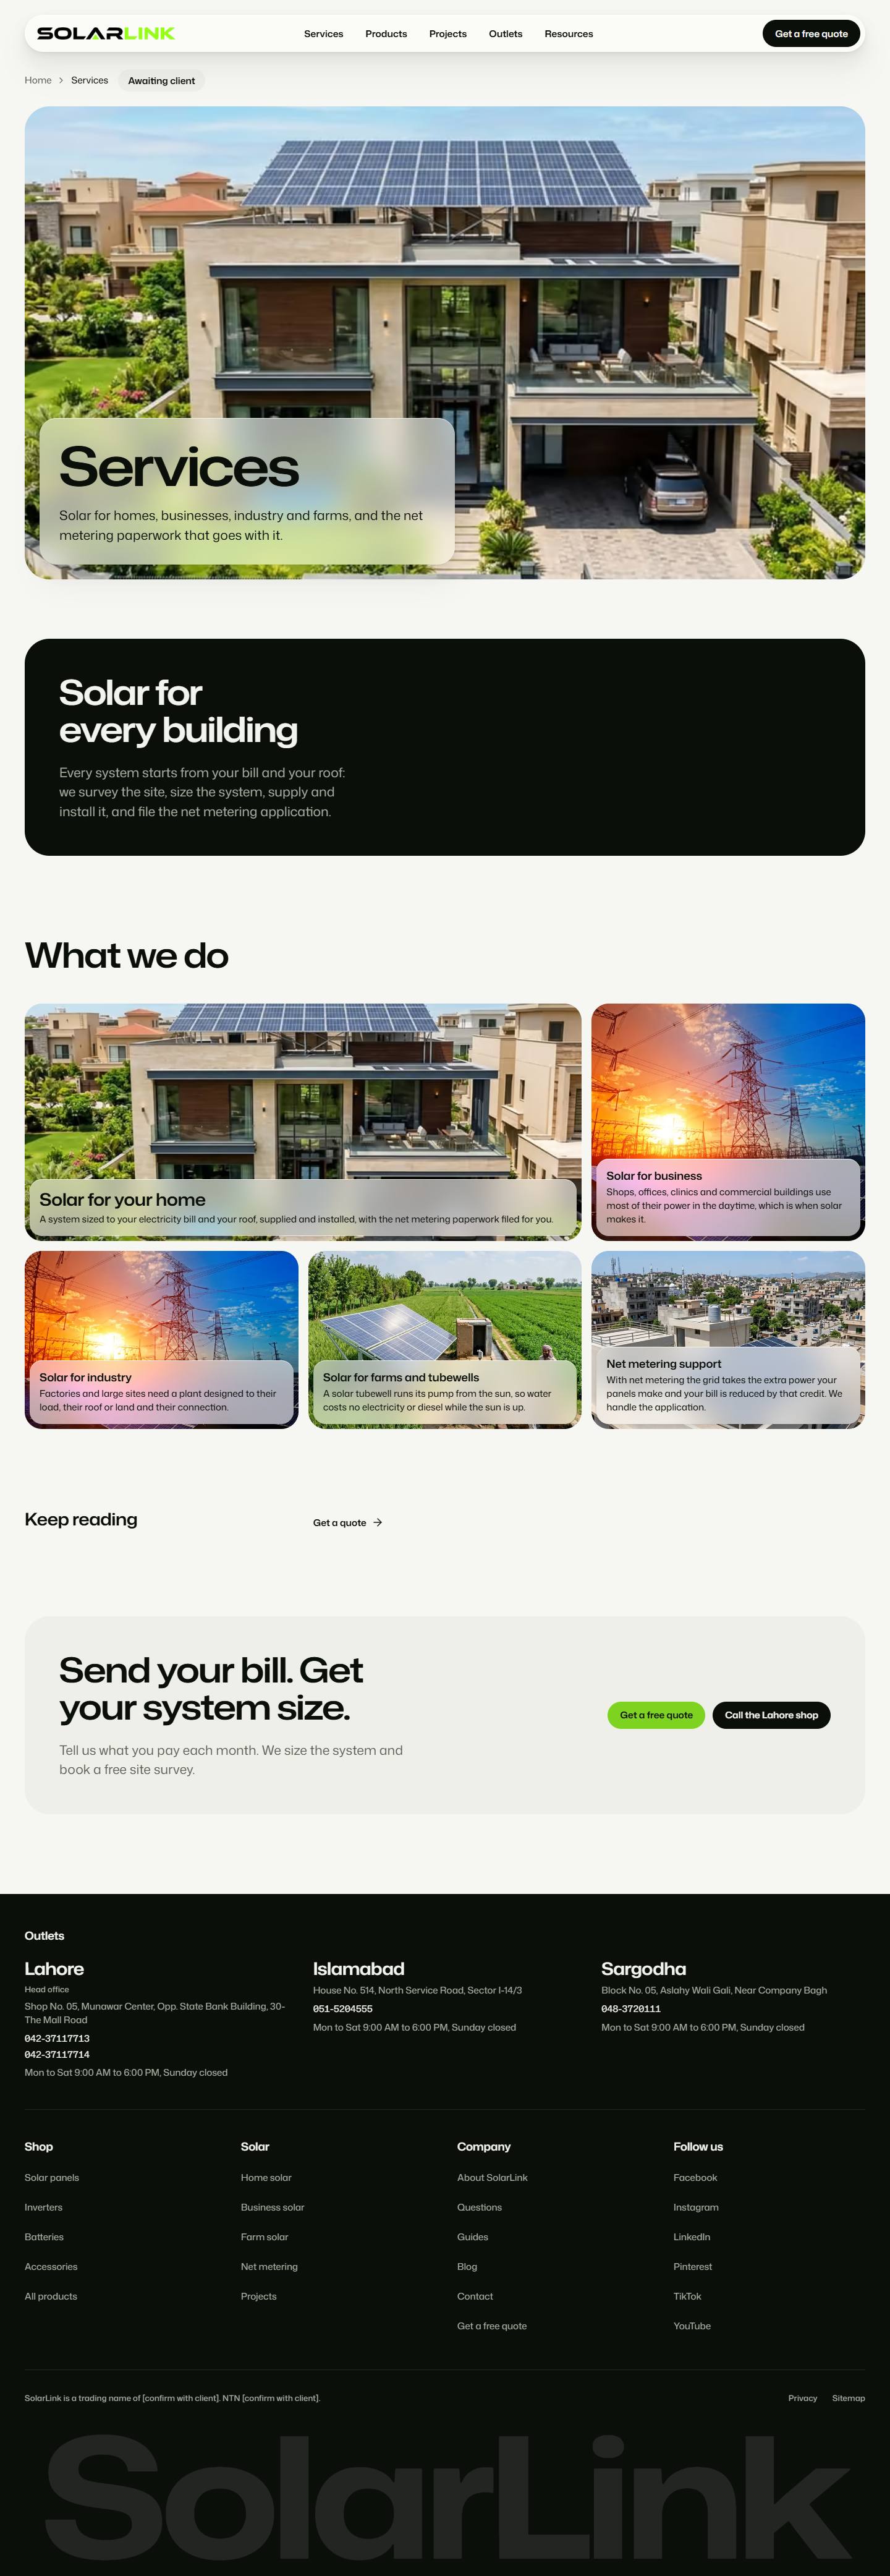 SOLARLINK
Services
Products
Projects
Outlets
Resources
Get a free quote
Home
Services
Awaiting client
Services
Solar for homes, businesses, industry and farms, and the net
metering paperwork that goes with it.
Solar for
every building
Every system starts from your bill and your roof:
we survey the site, size the system, supply and
install it, and file the net metering application.
What we do
Solar for your home
A system sized to your electricity bill and your roof, supplied and installed, with the net metering paperwork filed for you.
Solar for business
Shops, offices, clinics and commercial buildings use
most of their power in the daytime, which is when solar
makes it.
Solar for industry
Factories and large sites need a plant designed to their
load, their roof or land and their connection.
Solar for farms and tubewells
A solar tubewell runs its pump from the sun, so water
costs no electricity or diesel while the sun is up.
Net metering support
With net metering the grid takes the extra power your
panels make and your bill is reduced by that credit. We
handle the application.
Keep reading
Get a quote
Send your bill. Get
your system size.
Tell us what you pay each month. We size the system and
book a free site survey.
Get a free quote
Call the Lahore shop
Outlets
Lahore
Head office
Shop No. 05, Munawar Center, Opp. State Bank Building, 30-
The Mall Road
042-37117713
042-37117714
Mon to Sat 9:00 AM to 6:00 PM, Sunday closed
Islamabad
House No. 514, North Service Road, Sector I-14/3
051-5204555
Mon to Sat 9:00 AM to 6:00 PM, Sunday closed
Sargodha
Block No. 05, Aslahy Wali Gali, Near Company Bagh
048-3720111
Mon to Sat 9:00 AM to 6:00 PM, Sunday closed
Shop
Solar panels
Inverters
Batteries
Accessories
All products
Solar
Home solar
Business solar
Farm solar
Net metering
Projects
Company
About SolarLink
Questions
Guides
Blog
Contact
Get a free quote
Follow us
Facebook
Instagram
LinkedIn
Pinterest
TikTok
YouTube
SolarLink is a trading name of [confirm with client]. NTN [confirm with client].
Privacy
Sitemap
SolarLink